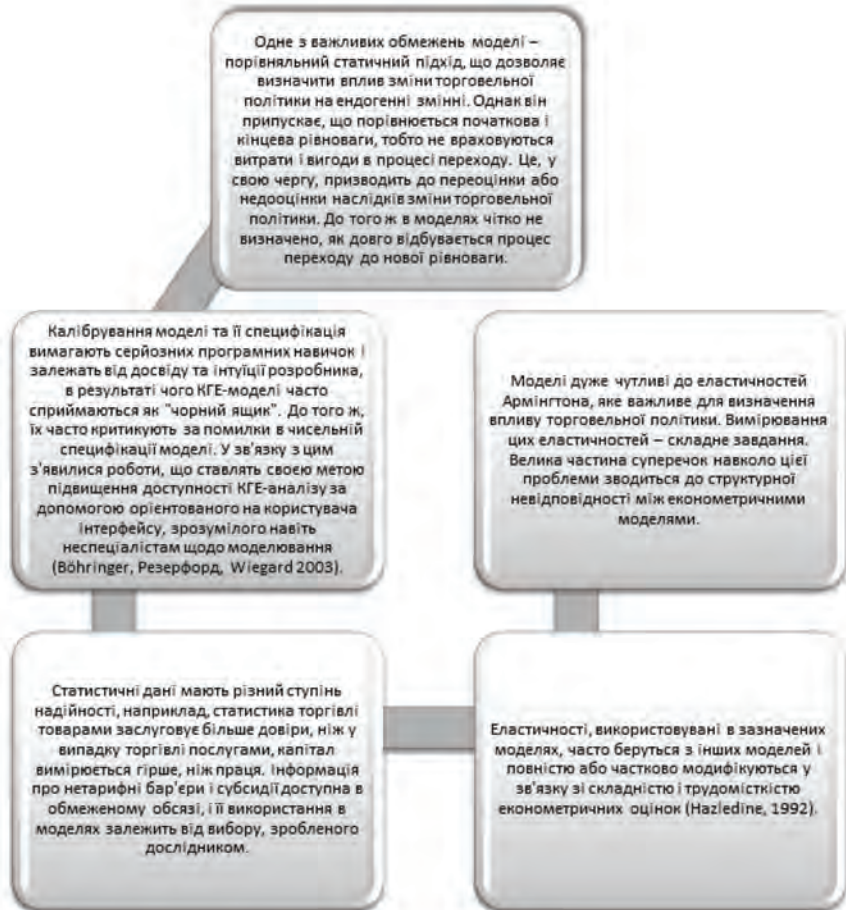 Одне з важливих обмежень моделі –
порівняльний статичний підхід, що дозволяє
визначити вплив зміни торговельної
політики на ендогенні змінні. Однак він
припускає, що порівнюється початкова і
кінцева рівноваги, тобто не враховуються
витрати і вигоди в процесі переходу. Це, у
свою чергу, призводить до переоцінки або
недооцінки наслідків зміни торговельної
політики. До того ж в моделях чітко не
визначено, як довго відбувається процес
переходу до нової рівноваги.
Калібрування моделі та її специфікація
вимагають серйозних програмних навичок і
залежать від досвіду та інтуїції розробника,
в результаті чого КГЕ-моделі часто
сприймаються як "чорний ящик". До того ж,
їх часто критикують за помилки в чисельній
специфікації моделі. У зв'язку з цим
з'явилися роботи, що ставлять своєю метою
підвищення доступності КГЕ-аналізу за
допомогою орієнтованого на користувача
інтерфейсу, зрозумілого навіть
неспеціалістам щодо моделювання
(Böhringer, Резерфорд, Wiegard 2003).
Моделі дуже чутливі до еластичностей
Армінгтона, яке важливе для визначення
впливу торговельної політики. Вимірювання
цих еластичностей – складне завдання.
Велика частина суперечок навколо цієї
проблеми зводиться до структурної
невідповідності між економетричними
моделями.
Статистичні дані мають різний ступінь
надійності, наприклад, статистика торгівлі
товарами заслуговує більше довіри, ніж у
випадку торгівлі послугами, капітал
вимірюється гірше, ніж праця. Інформація
про нетарифні бар'єри і субсидії доступна в
обмеженому обсязі, і її використання в
моделях залежить від вибору, зробленого
дослідником.
Еластичності, використовувані в зазначених
моделях, часто беруться з інших моделей і
повністю або частково модифікуються у
зв'язку зі складністю і трудомісткістю
економетричних оцінок (Hazledine, 1992).